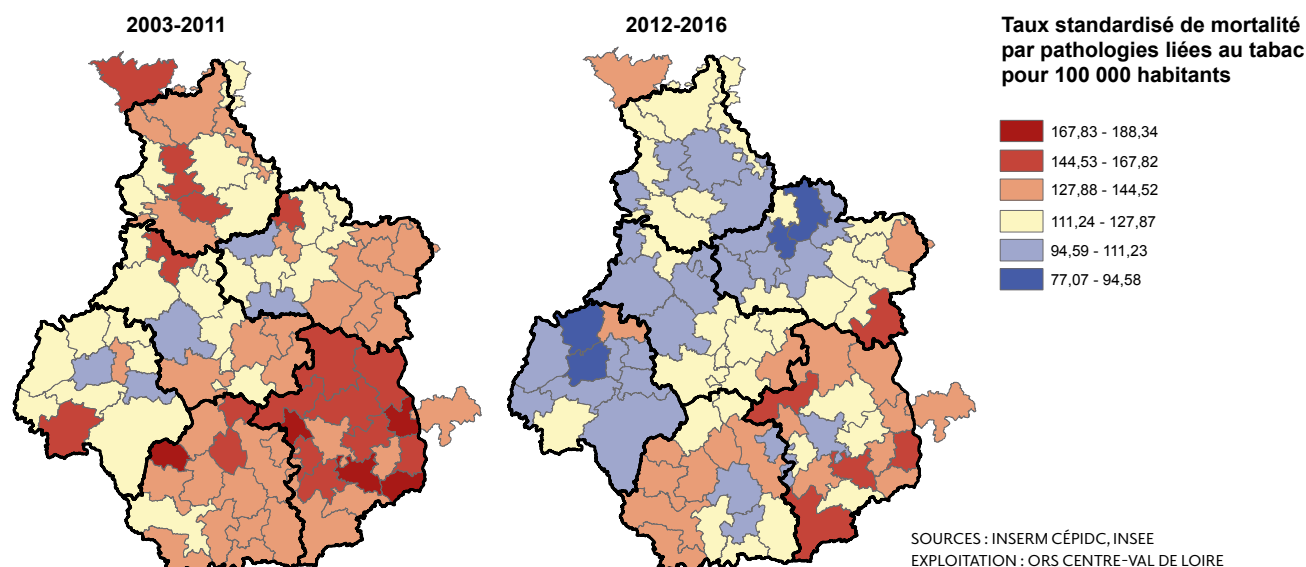 2003-2011
2012-2016
Taux standardisé de mortalité
par pathologies liées au tabac
pour 100 000 habitants
167,83 - 188,34
144,53 - 167,82
127,88 - 144,52
111,24 - 127,87
94,59 - 111,23
77,07 - 94,58
SOURCES : INSERM CÉPIDC, INSEE
EXPLOITATION : ORS CENTRE-VAL DE LOIRE